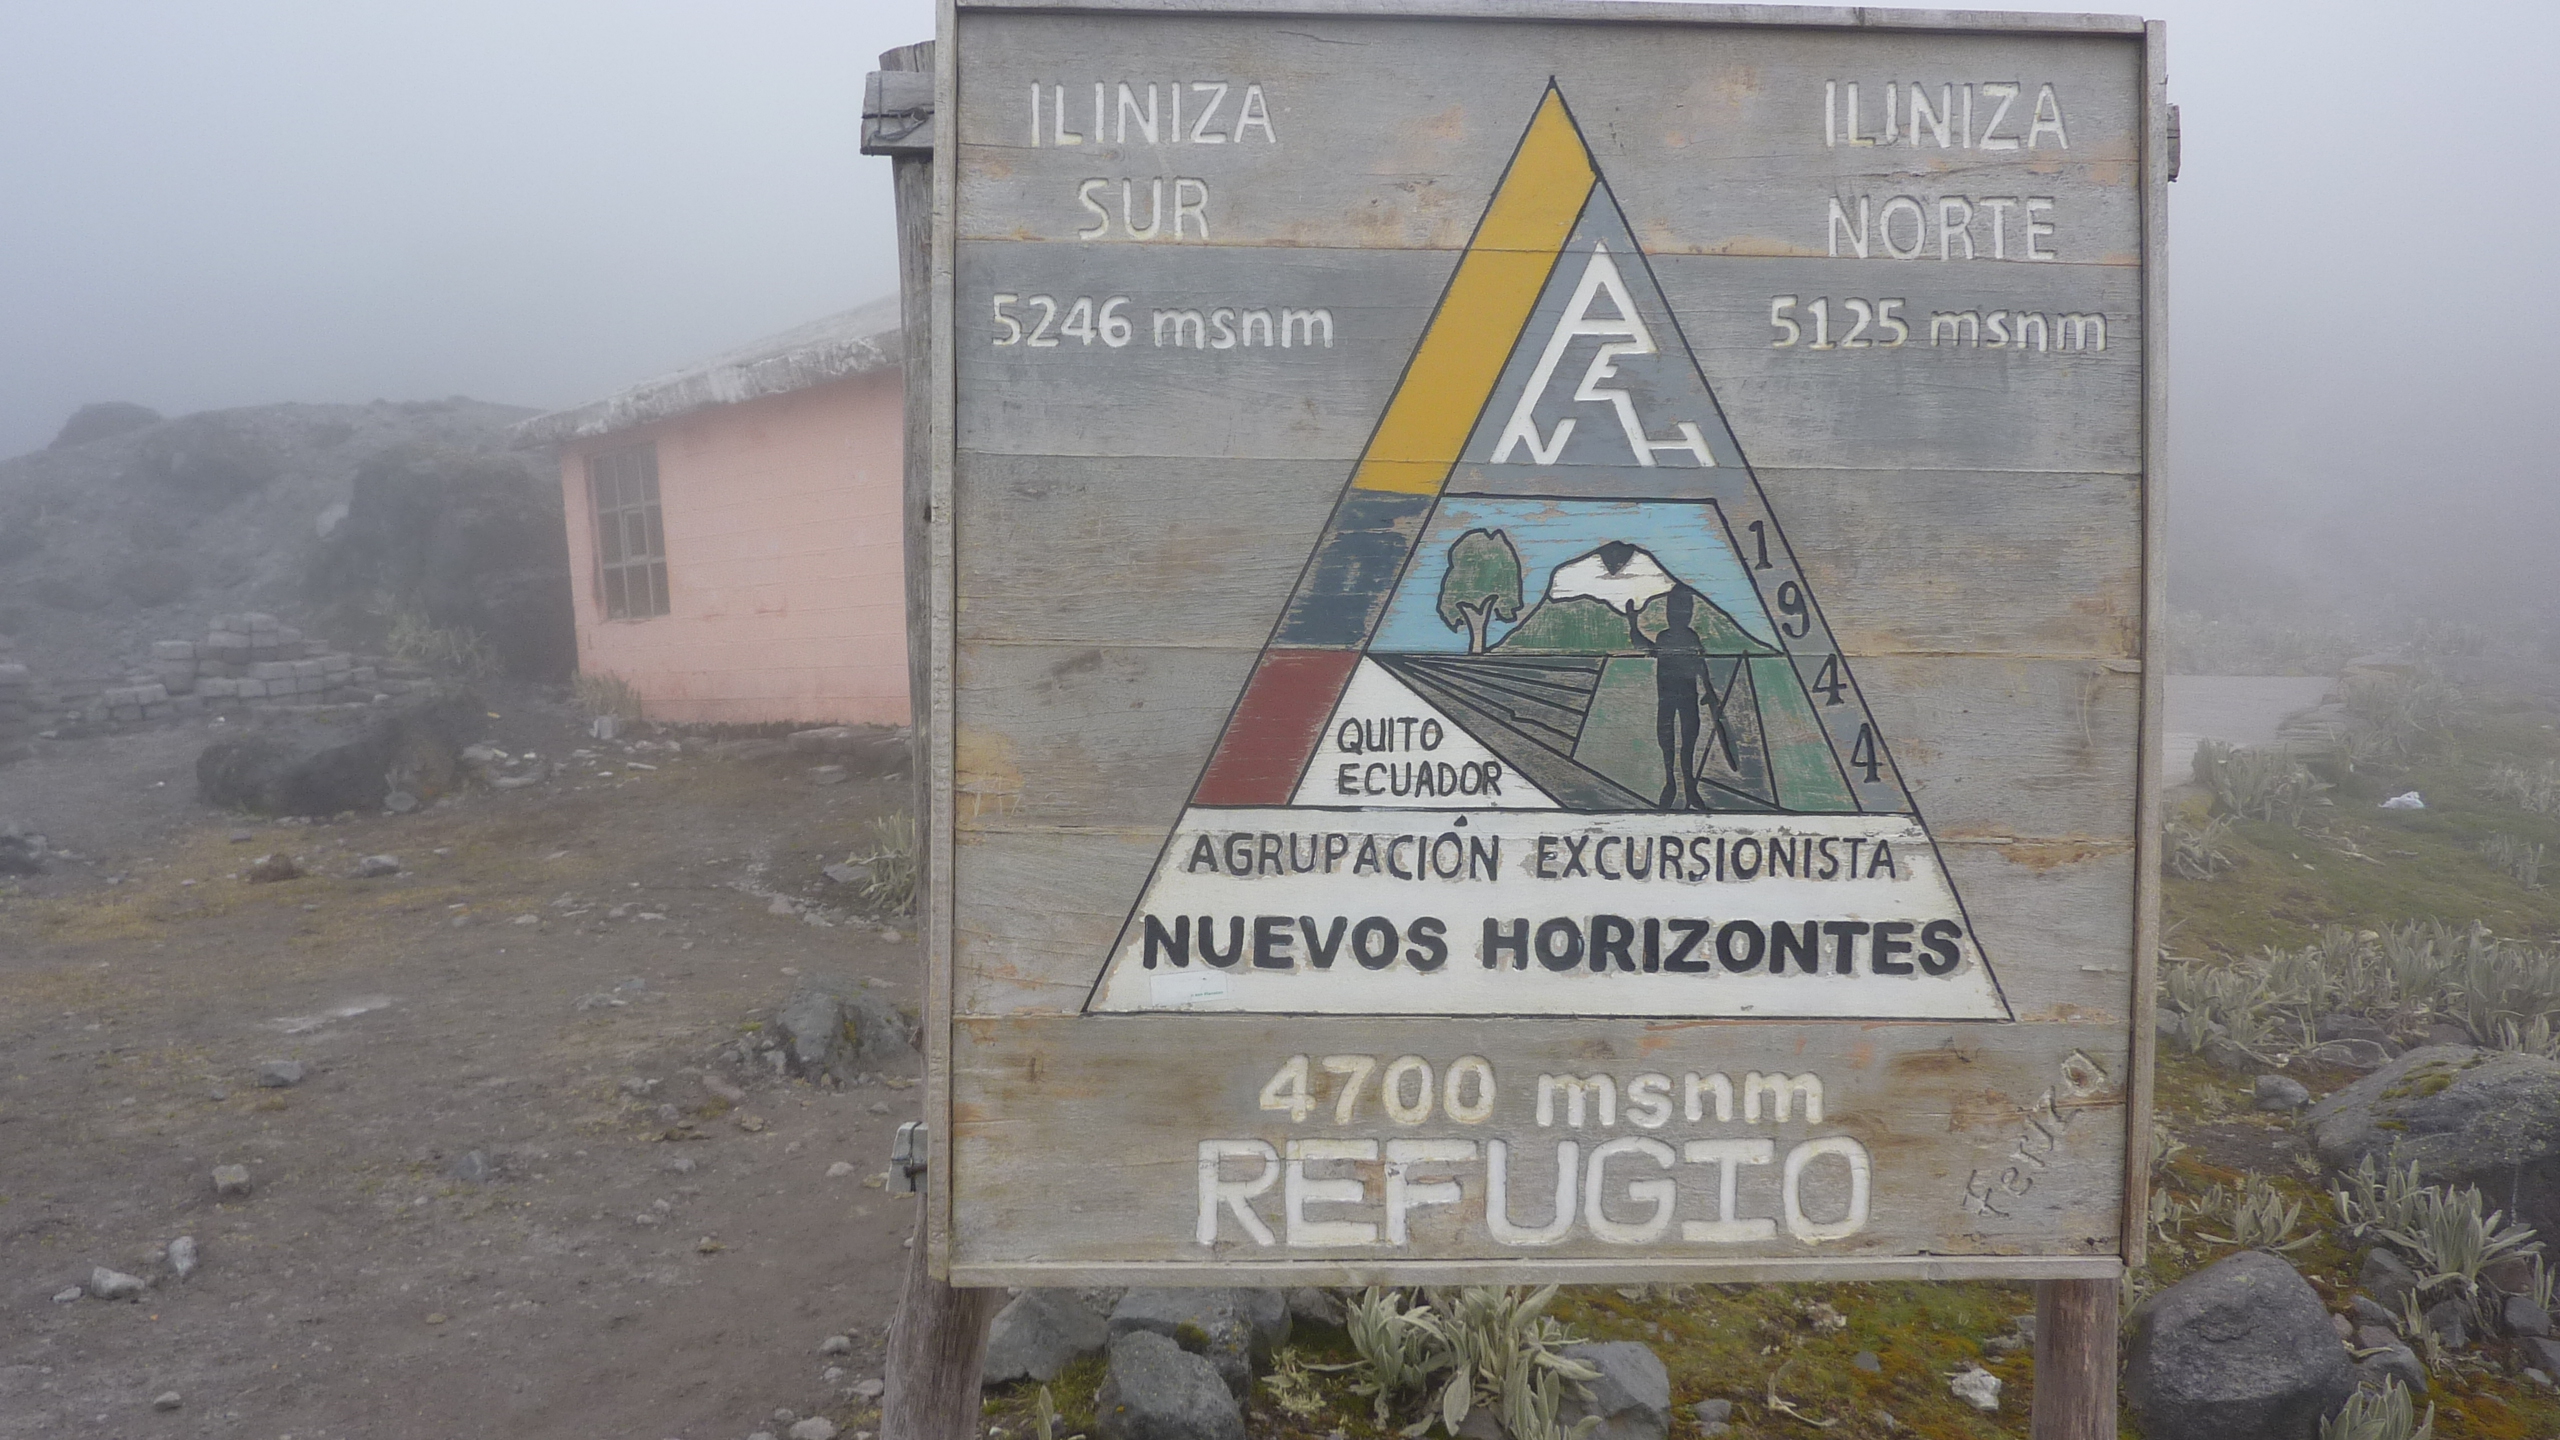 ILINIZA
SUR
5246 msnm
ILINIZA
NORTE
5125 msnm
AENH
1944
QUITO
ECUADOR
AGRUPACIÓN EXCURSIONISTA
NUEVOS HORIZONTES
4700 msnm
REFUGIO